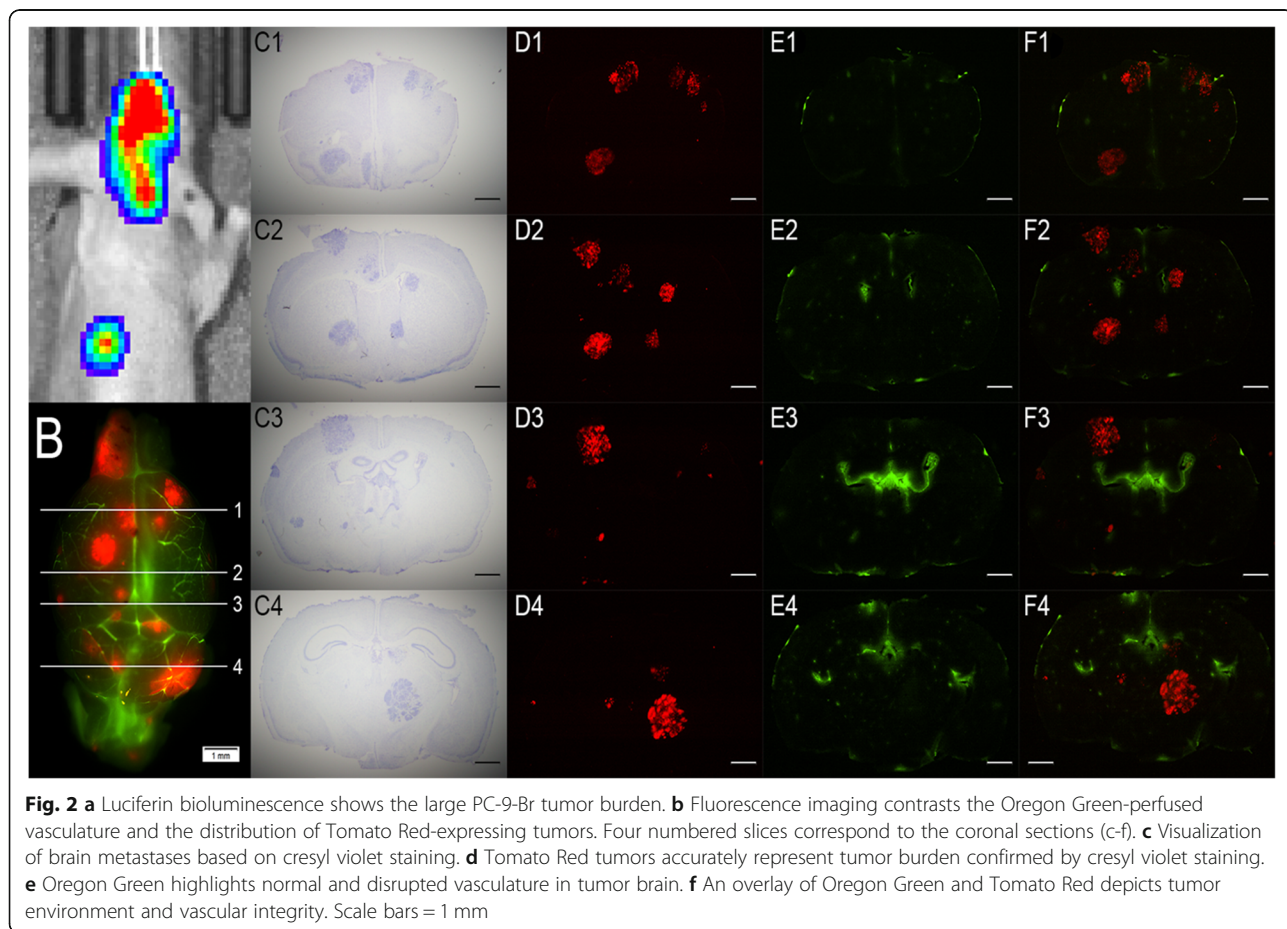 C1
D1
E1
F1
C2
D2
E2
F2
B
1
2
3
4
1 mm
C3
D3
E3
F3
C4
D4
E4
F4
Fig. 2 a Luciferin bioluminescence shows the large PC-9-Br tumor burden. b Fluorescence imaging contrasts the Oregon Green-perfused
vasculature and the distribution of Tomato Red-expressing tumors. Four numbered slices correspond to the coronal sections (c-f). c Visualization
of brain metastases based on cresyl violet staining. d Tomato Red tumors accurately represent tumor burden confirmed by cresyl violet staining.
e Oregon Green highlights normal and disrupted vasculature in tumor brain. f An overlay of Oregon Green and Tomato Red depicts tumor
environment and vascular integrity. Scale bars = 1 mm